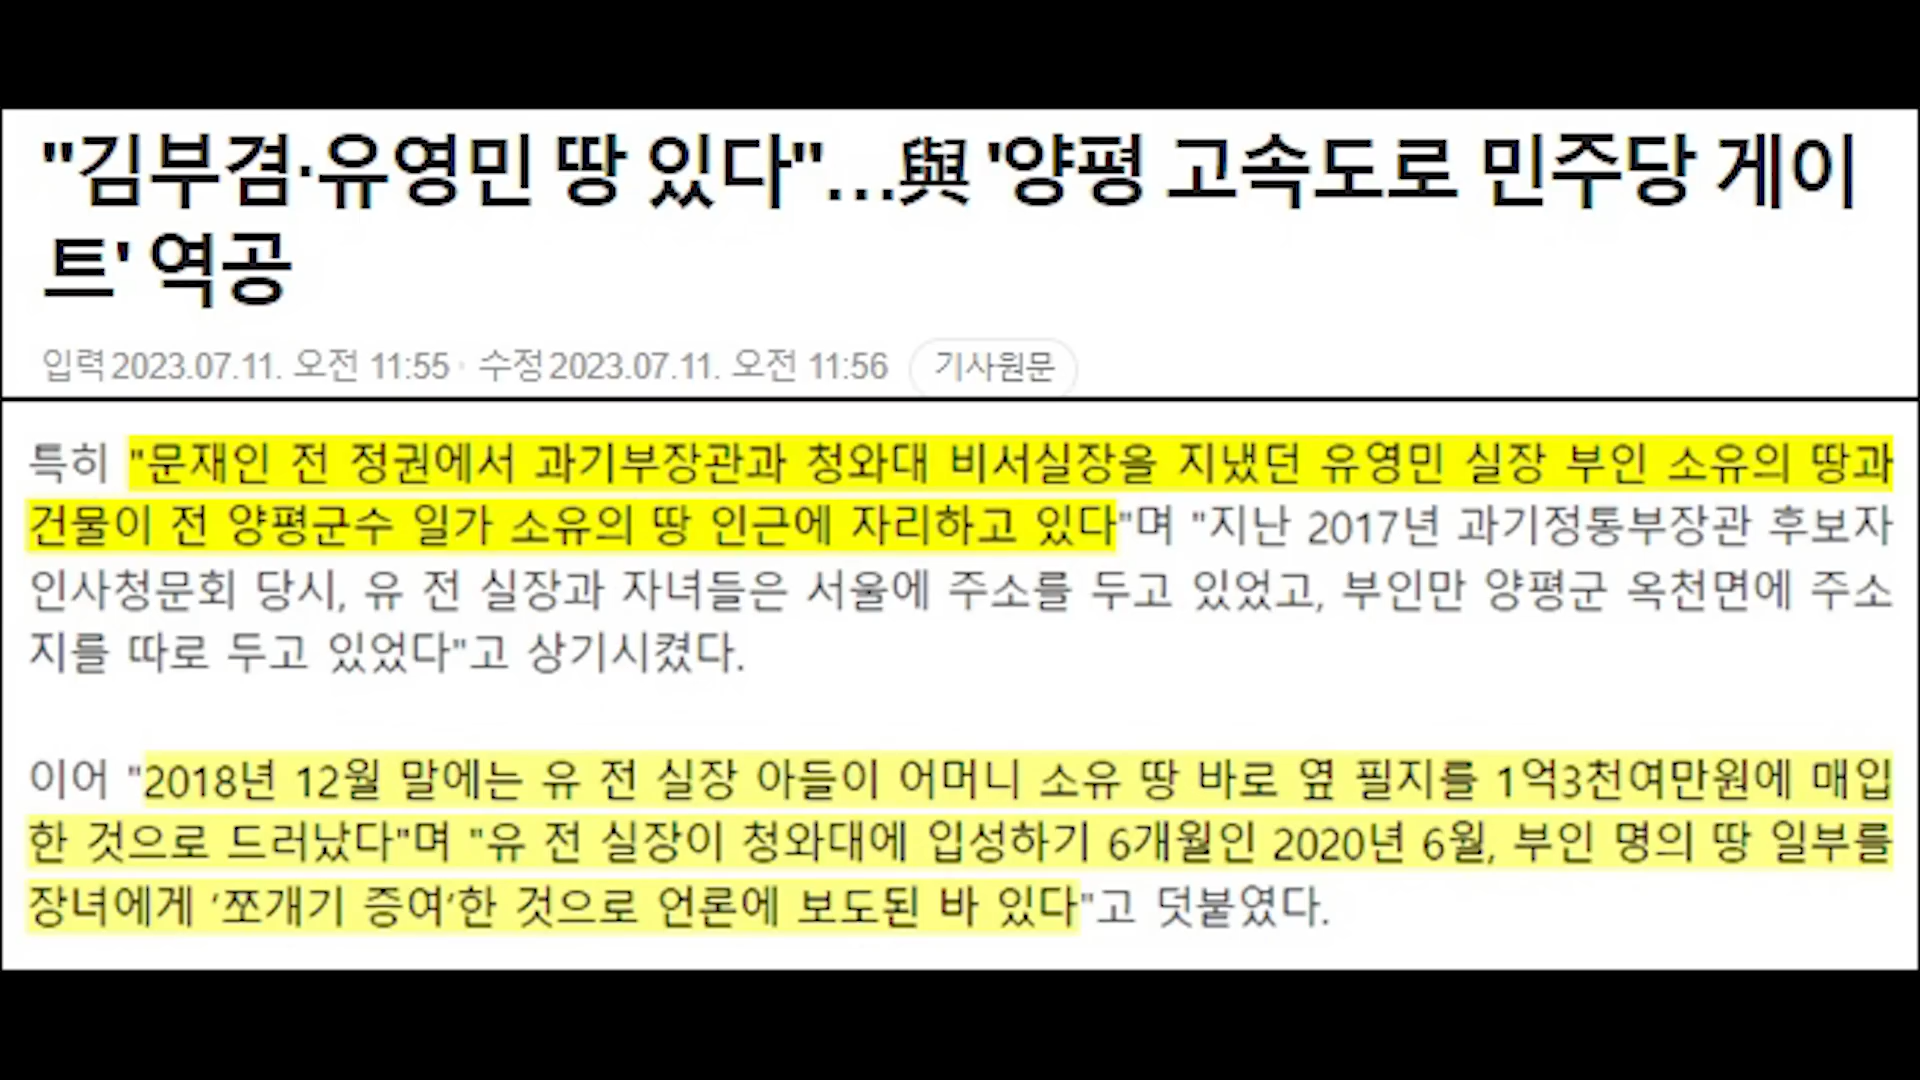 "김부겸·유영민 땅 있다"...與 '양평 고속도로 민주당 게이
트' 역공
입력 2023.07.11. 오전 11:55 · 수정 2023.07.11. 오전 11:56 기사원문
특히 "문재인 전 정권에서 과기부장관과 청와대 비서실장을 지냈던 유영민 실장 부인 소유의 땅과
건물이 전 양평군수 일가 소유의 땅 인근에 자리하고 있다"며 "지난 2017년 과기정통부장관 후보자
인사청문회 당시, 유 전 실장과 자녀들은 서울에 주소를 두고 있었고, 부인만 양평군 옥천면에 주소
지를 따로 두고 있었다"고 상기시켰다.
이어 "2018년 12월 말에는 유 전 실장 아들이 어머니 소유 땅 바로 옆 필지를 1억3천여만원에 매입
한 것으로 드러났다"며 "유 전 실장이 청와대에 입성하기 6개월인 2020년 6월, 부인 명의 땅 일부를
장녀에게 '쪼개기 증여'한 것으로 언론에 보도된 바 있다"고 덧붙였다.